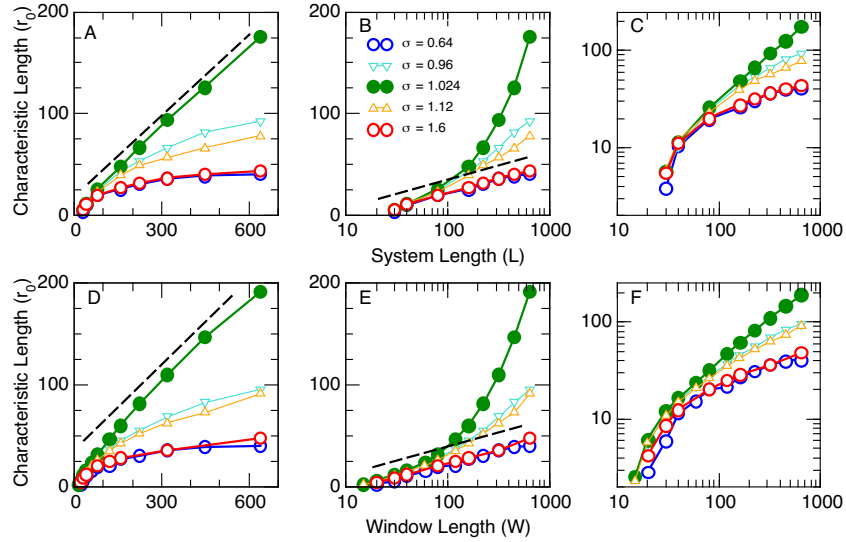 A
B
C
σ = 0.64
σ = 0.96
σ = 1.024
σ = 1.12
σ = 1.6
Characteristic Length (r0)
200
100
0
0
300
600
200
100
0
10
100
1000
System Length (L)
100
10
10
100
1000
D
E
F
Characteristic Length (r0)
200
100
0
0
300
600
200
100
0
10
100
1000
Window Length (W)
100
10
10
100
1000